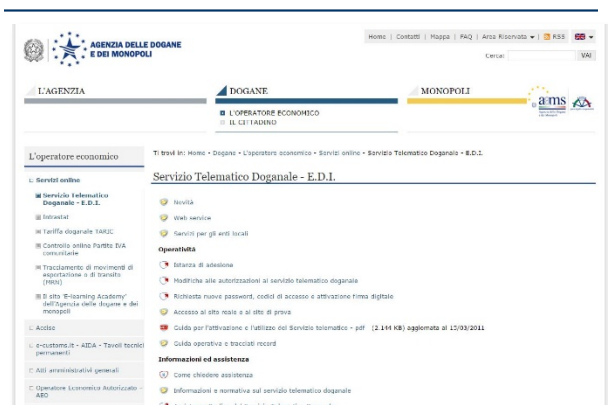 Home | Contatti | Mappa | FAQ | Area Riservata | RSS
AGENZIA DELLE DOGANE
E DEI MONOPOLI
Cerca: VAI
L'AGENZIA DOGANE MONOPOLI
L'OPERATORE ECONOMICO
IL CITTADINO
aams
L'operatore economico
Ti trovi in: Home • Dogane • L'operatore economico • Servizi online • Servizio Telematico Doganale - E.D.I.
Servizi online
Servizio Telematico Doganale - E.D.I.
Servizio Telematico
Doganale - E.D.I.
Intrastat
Tariffa doganale TARIC
Controllo online Partite IVA
comunitarie
Tracciamento di movimenti di
esportazione o di transito
(MRN)
Il sito 'E-learning Academy'
dell'Agenzia delle dogane e dei
monopoli
Accise
e-customs.it - AIDA - Tavoli tecnici
permanenti
Atti amministrativi generali
Operatore Economico Autorizzato -
AEO
Novità
Web service
Servizi per gli enti locali
Operatività
Istanza di adesione
Modifiche alle autorizzazioni al servizio telematico doganale
Richiesta nuove password, codici di accesso e attivazione firma digitale
Accesso al sito reale e al sito di prova
Guida per l'attivazione e l'utilizzo del Servizio telematico - pdf (2.144 KB) aggiornata al 15/03/2011
Guida operativa e tracciati record
Informazioni ed assistenza
Come chiedere assistenza
Informazioni e normativa sul servizio telematico doganale